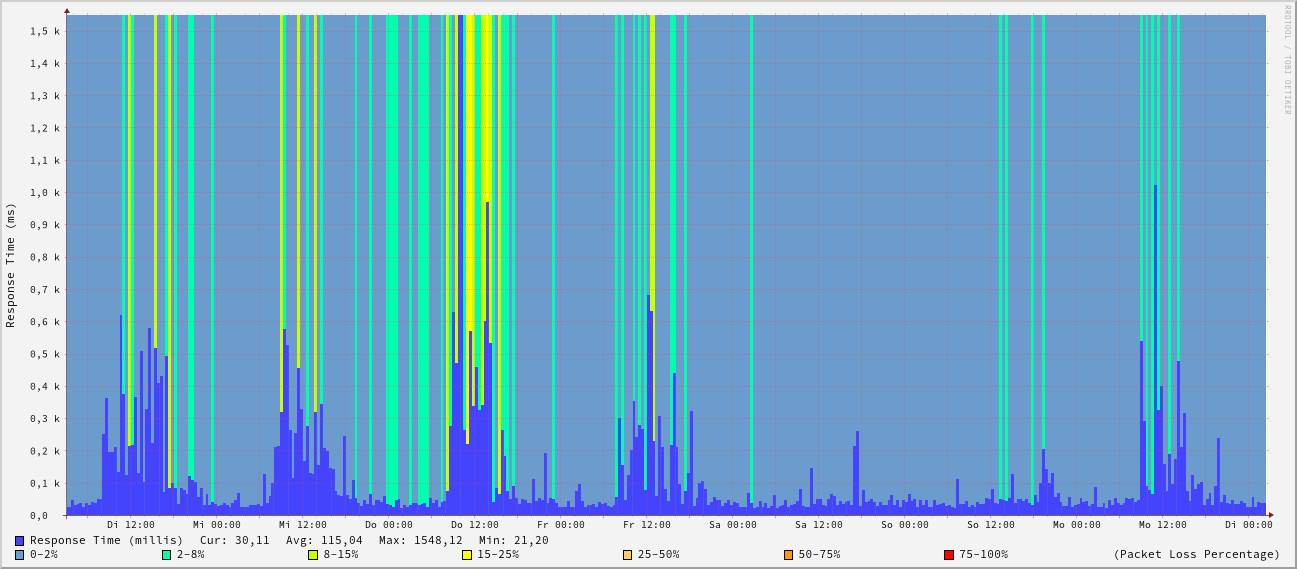 RRDTOOL / TOBI OETIKER
Response Time (ms)
1,5 k
1,4 k
1,3 k
1,2 k
1,1 k
1,0 k
0,9 k
0,8 k
0,7 k
0,6 k
0,5 k
0,4 k
0,3 k
0,2 k
0,1 k
0,0
Di 12:00 Mi 00:00 Mi 12:00 Do 00:00 Do 12:00 Fr 00:00 Fr 12:00 Sa 00:00 Sa 12:00 So 00:00 So 12:00 Mo 00:00 Mo 12:00 Di 00:00
Response Time (millis) Cur: 30,11 Avg: 115,04 Max: 1548,12 Min: 21,20
0-2% 2-8% 8-15% 15-25% 25-50% 50-75% 75-100% (Packet Loss Percentage)